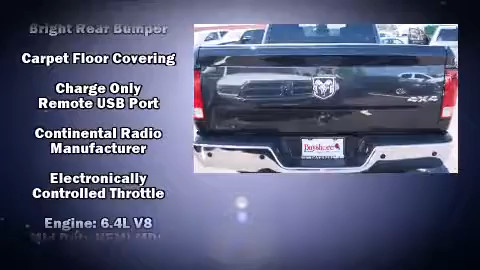 Bright Rear Bumper
Carpet Floor Covering
Charge Only
Remote USB Port
Continental Radio
Manufacturer
Electronically
Controlled Throttle
Engine: 6.4L V8
4X4
Bayshore